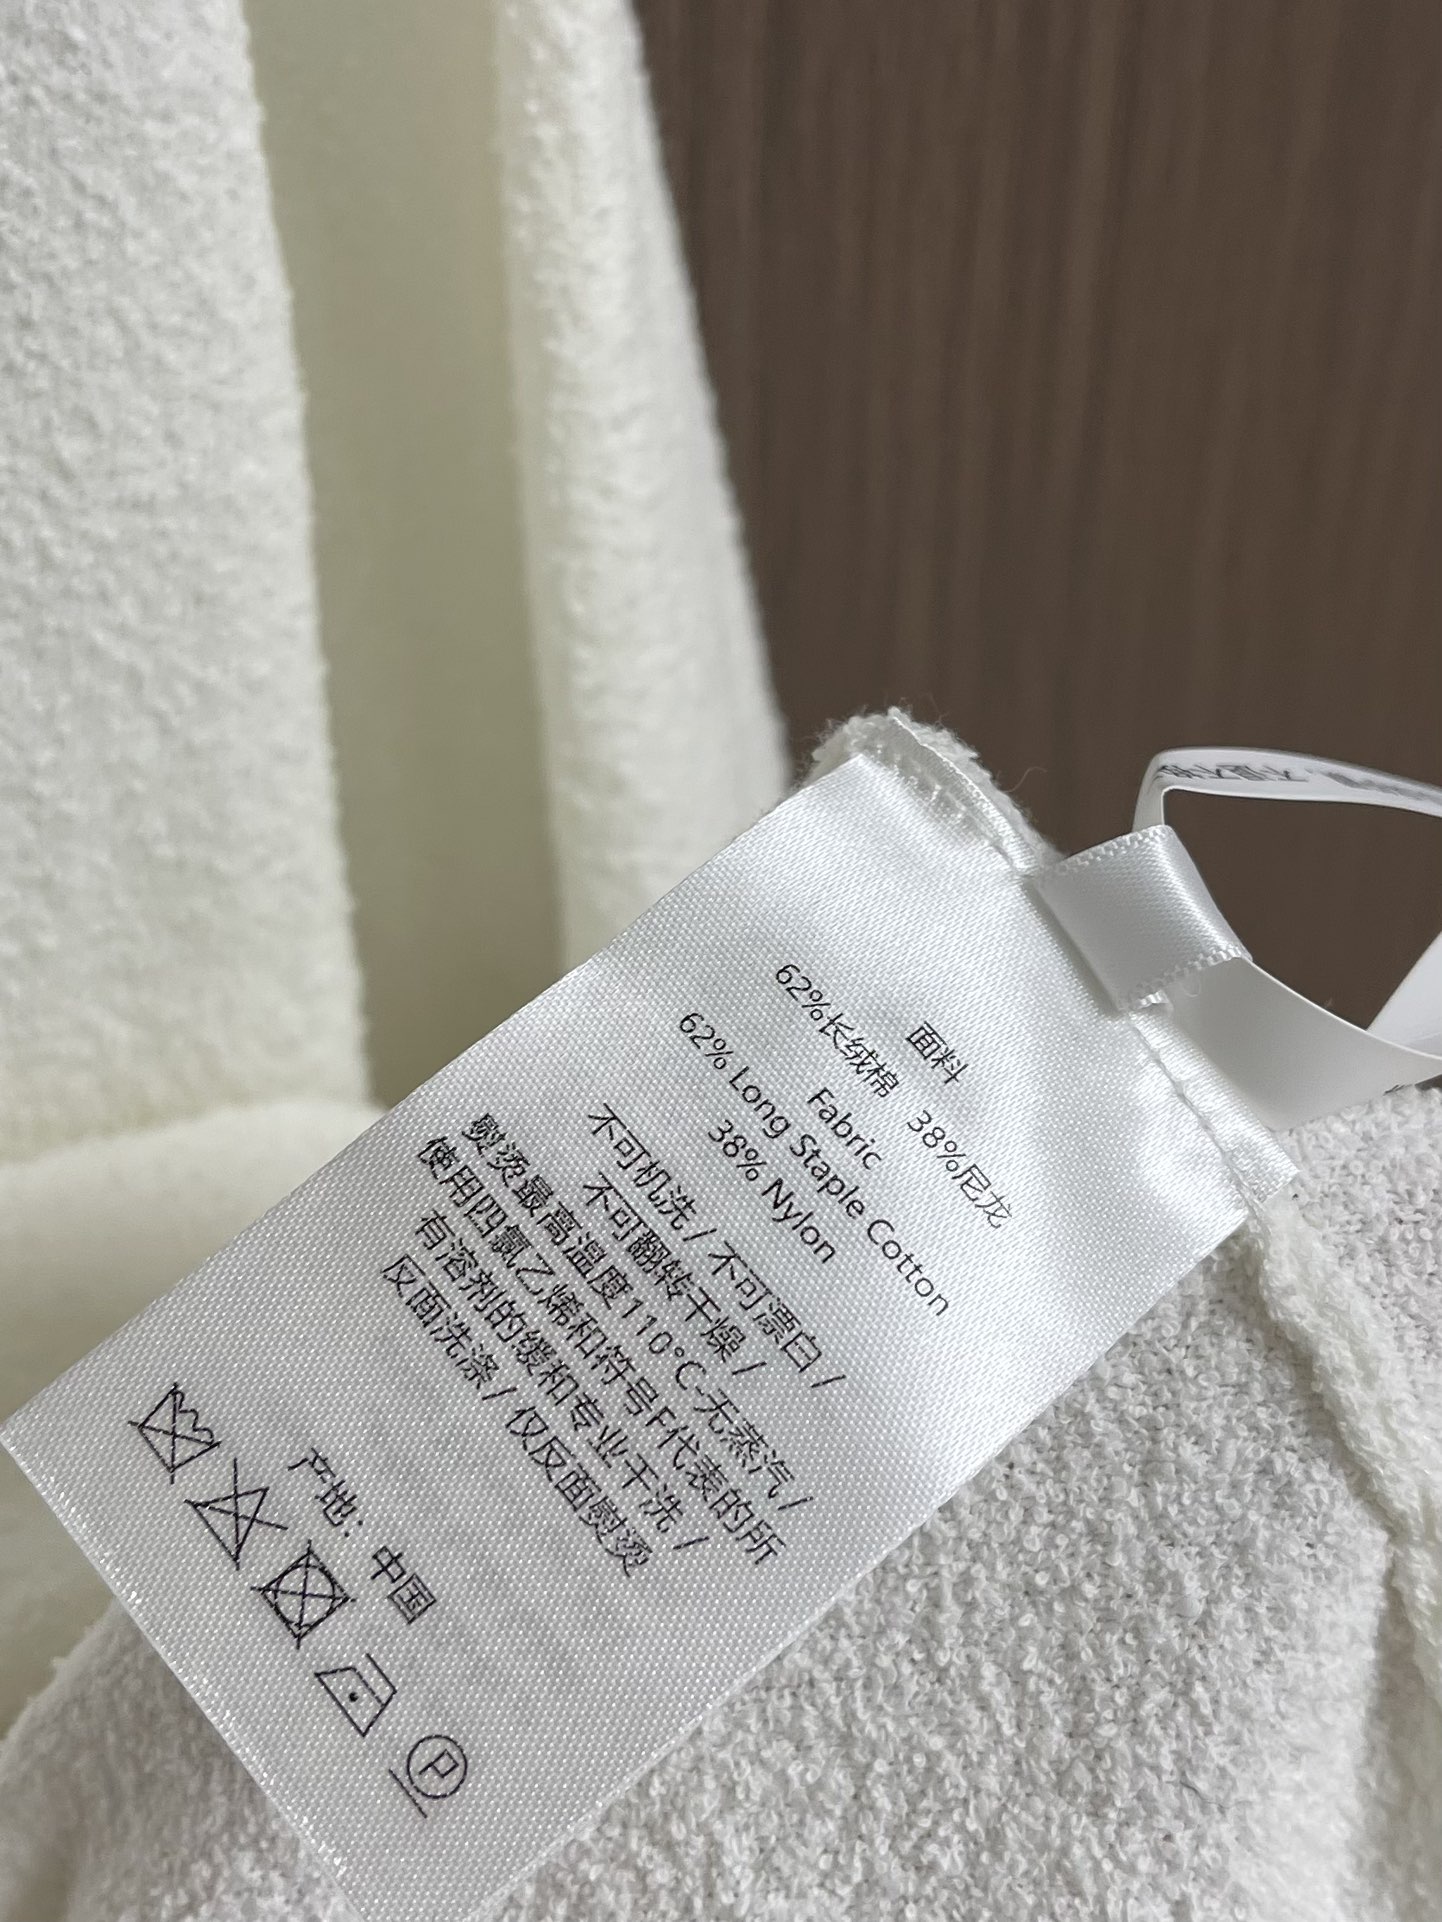 面料
62%长绒棉 38%尼龙
Fabric
62% Long Staple Cotton
38% Nylon
不可机洗 / 不可漂白 /
不可翻转干燥 /
熨烫最高温度110°C-无蒸汽 /
使用四氯乙烯和符号F代表的所
有溶剂的缓和专业干洗 /
反面洗涤 / 仅反面熨烫
产地：中国
P